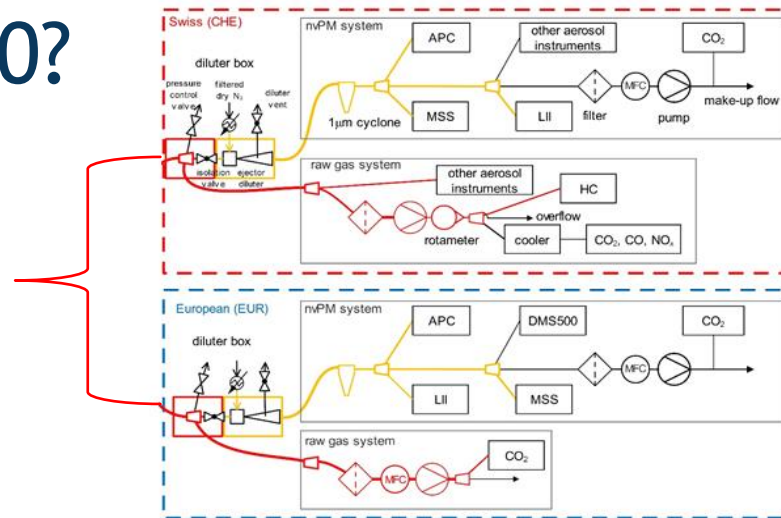 0?
Swiss (CHE)
nvPM system
diluter box
pressure control valve
filtered dry N₂
diluter vent
isolation valve
ejector diluter
1µm cyclone
APC
MSS
other aerosol instruments
LII
filter
MFC
pump
CO₂
make-up flow
raw gas system
other aerosol instruments
rotameter
HC
overflow
cooler
CO₂, CO, NOₓ
European (EUR)
nvPM system
diluter box
APC
LII
DMS500
MSS
MFC
CO₂
raw gas system
MFC
CO₂